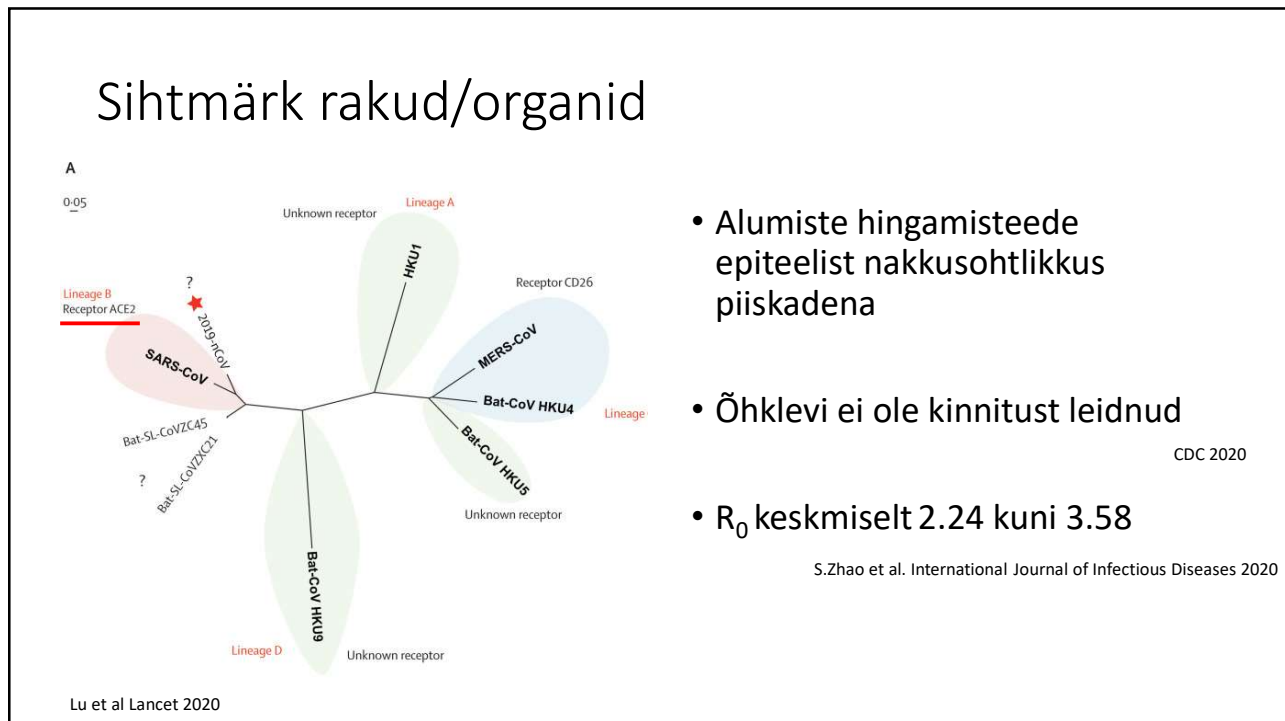 Sihtmärk rakud/organid
A
0·05
Unknown receptor
Lineage A
HKU1
?
Lineage B
Receptor ACE2
2019-nCoV
SARS-CoV
Receptor CD26
MERS-CoV
Bat-CoV HKU4
Lineage
Bat-SL-CoVZC45
Bat-SL-CoVZXC21
?
Bat-CoV HKU5
Unknown receptor
Bat-CoV HKU9
Lineage D
Unknown receptor
Lu et al Lancet 2020
• Alumiste hingamisteede
epiteelist nakkusohtlikkus
piiskadena
• Õhklevi ei ole kinnitust leidnud
CDC 2020
• R₀ keskmiselt 2.24 kuni 3.58
S.Zhao et al. International Journal of Infectious Diseases 2020